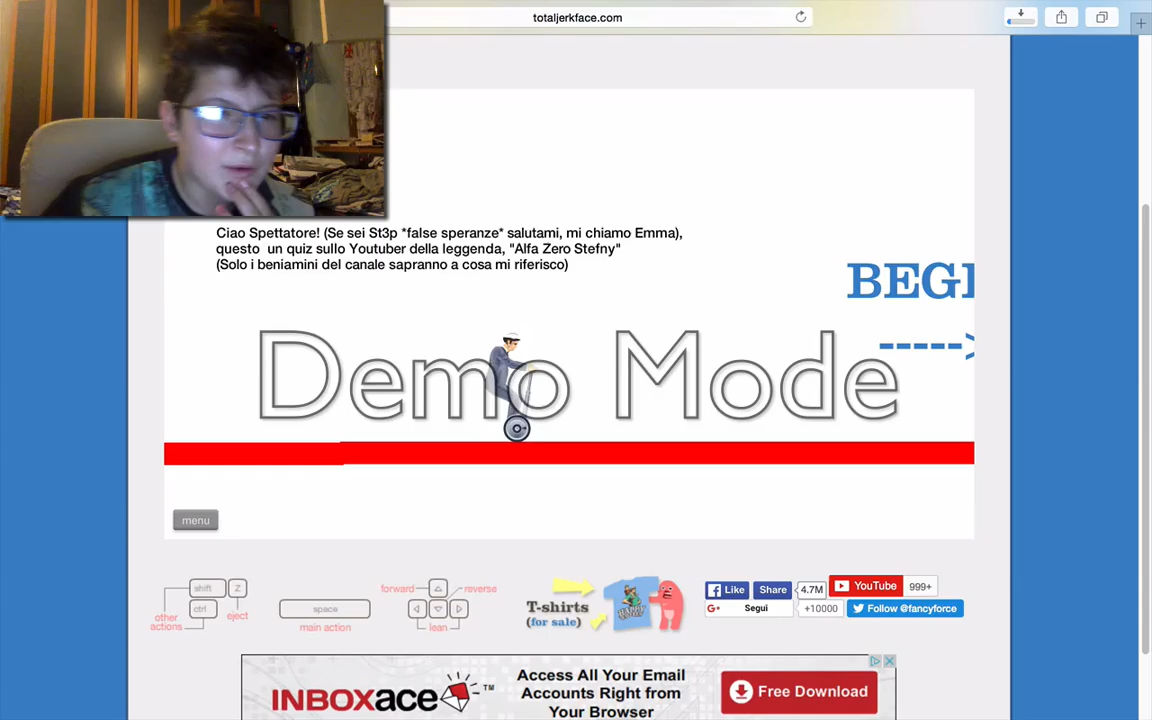 totaljerkface.com
Ciao Spettatore! (Se sei St3p *false speranze* salutami, mi chiamo Emma),
questo  un quiz sullo Youtuber della leggenda, "Alfa Zero Stefny"
(Solo i beniamini del canale sapranno a cosa mi riferisco)
BEGI
----->
Demo Mode
menu
shift
Z
ctrl
other
actions
eject
space
main action
forward
reverse
lean
T-shirts
(for sale)
Like
Share
4.7M
YouTube
999+
G+
Segui
+10000
Follow @fancyforce
INBOXACE™
Access All Your Email
Accounts Right from
Your Browser
Free Download